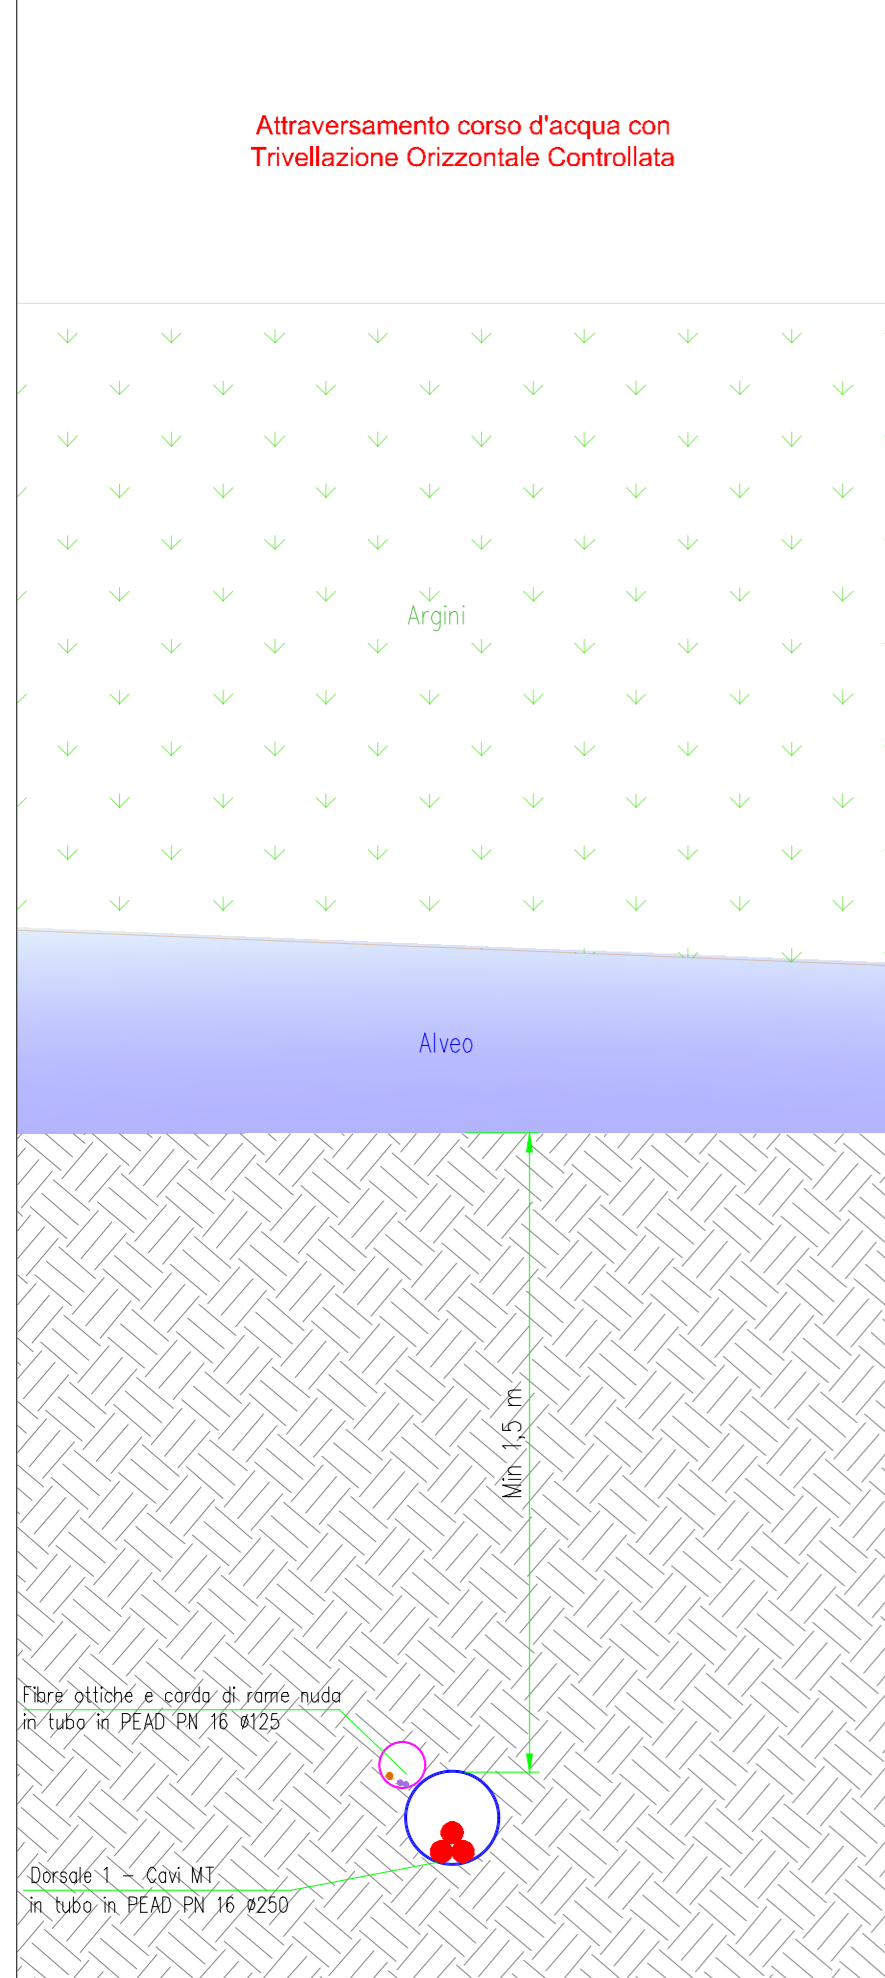 Attraversamento corso d'acqua con
Trivellazione Orizzontale Controllata
Argini
Alveo
Min 1,5 m
Fibre ottiche e corda di rame nuda
in tubo in PEAD PN 16 ø125
Dorsale 1 - Cavi MT
in tubo in PEAD PN 16 ø250